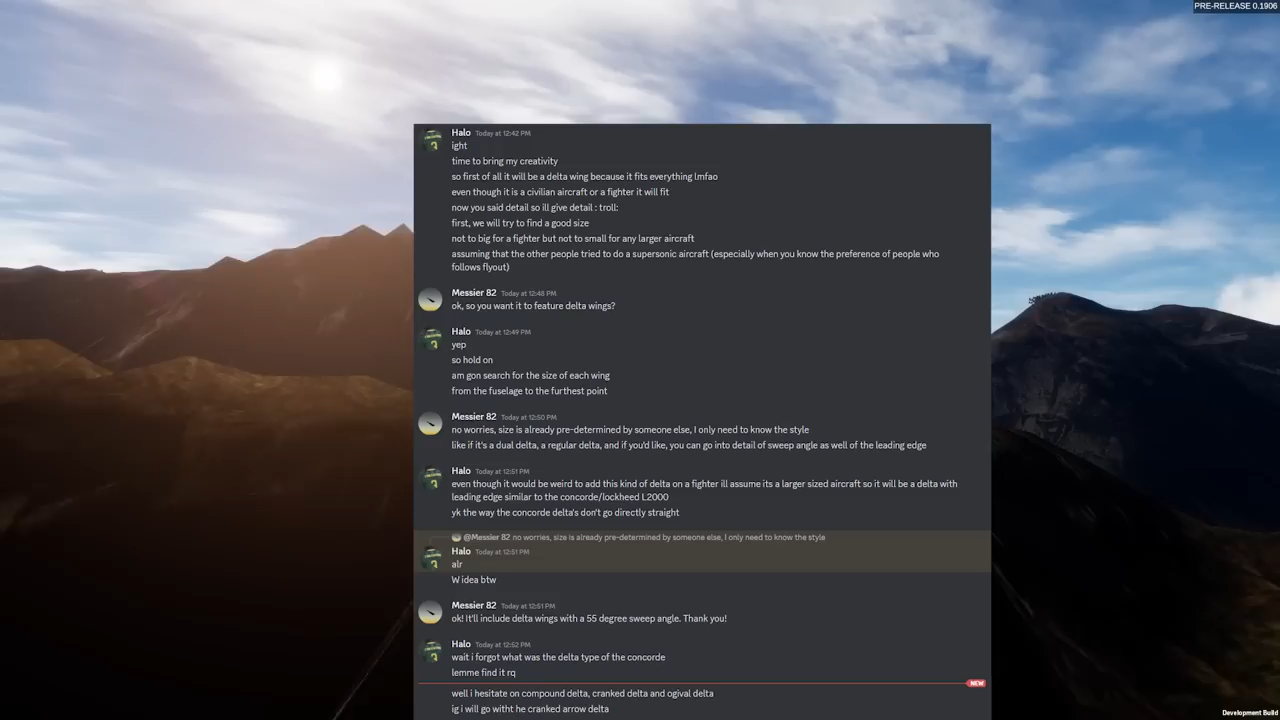 PRE-RELEASE 0.1906
Halo Today at 12:42 PM
ight
time to bring my creativity
so first of all it will be a delta wing because it fits everything lmfao
even though it is a civilian aircraft or a fighter it will fit
now you said detail so ill give detail : troll:
first, we will try to find a good size
not to big for a fighter but not to small for any larger aircraft
assuming that the other people tried to do a supersonic aircraft (especially when you know the preference of people who
follows flyout)
Messier 82 Today at 12:48 PM
ok, so you want it to feature delta wings?
Halo Today at 12:49 PM
yep
so hold on
am gon search for the size of each wing
from the fuselage to the furthest point
Messier 82 Today at 12:50 PM
no worries, size is already pre-determined by someone else, I only need to know the style
like if it's a dual delta, a regular delta, and if you'd like, you can go into detail of sweep angle as well of the leading edge
Halo Today at 12:51 PM
even though it would be weird to add this kind of delta on a fighter ill assume its a larger sized aircraft so it will be a delta with
leading edge similar to the concorde/lockheed L2000
yk the way the concorde delta's don't go directly straight
@Messier 82 no worries, size is already pre-determined by someone else, I only need to know the style
Halo Today at 12:51 PM
alr
W idea btw
Messier 82 Today at 12:51 PM
ok! It'll include delta wings with a 55 degree sweep angle. Thank you!
Halo Today at 12:52 PM
wait i forgot what was the delta type of the concorde
lemme find it rq
NEW
well i hesitate on compound delta, cranked delta and ogival delta
ig i will go witht he cranked arrow delta
Development Build